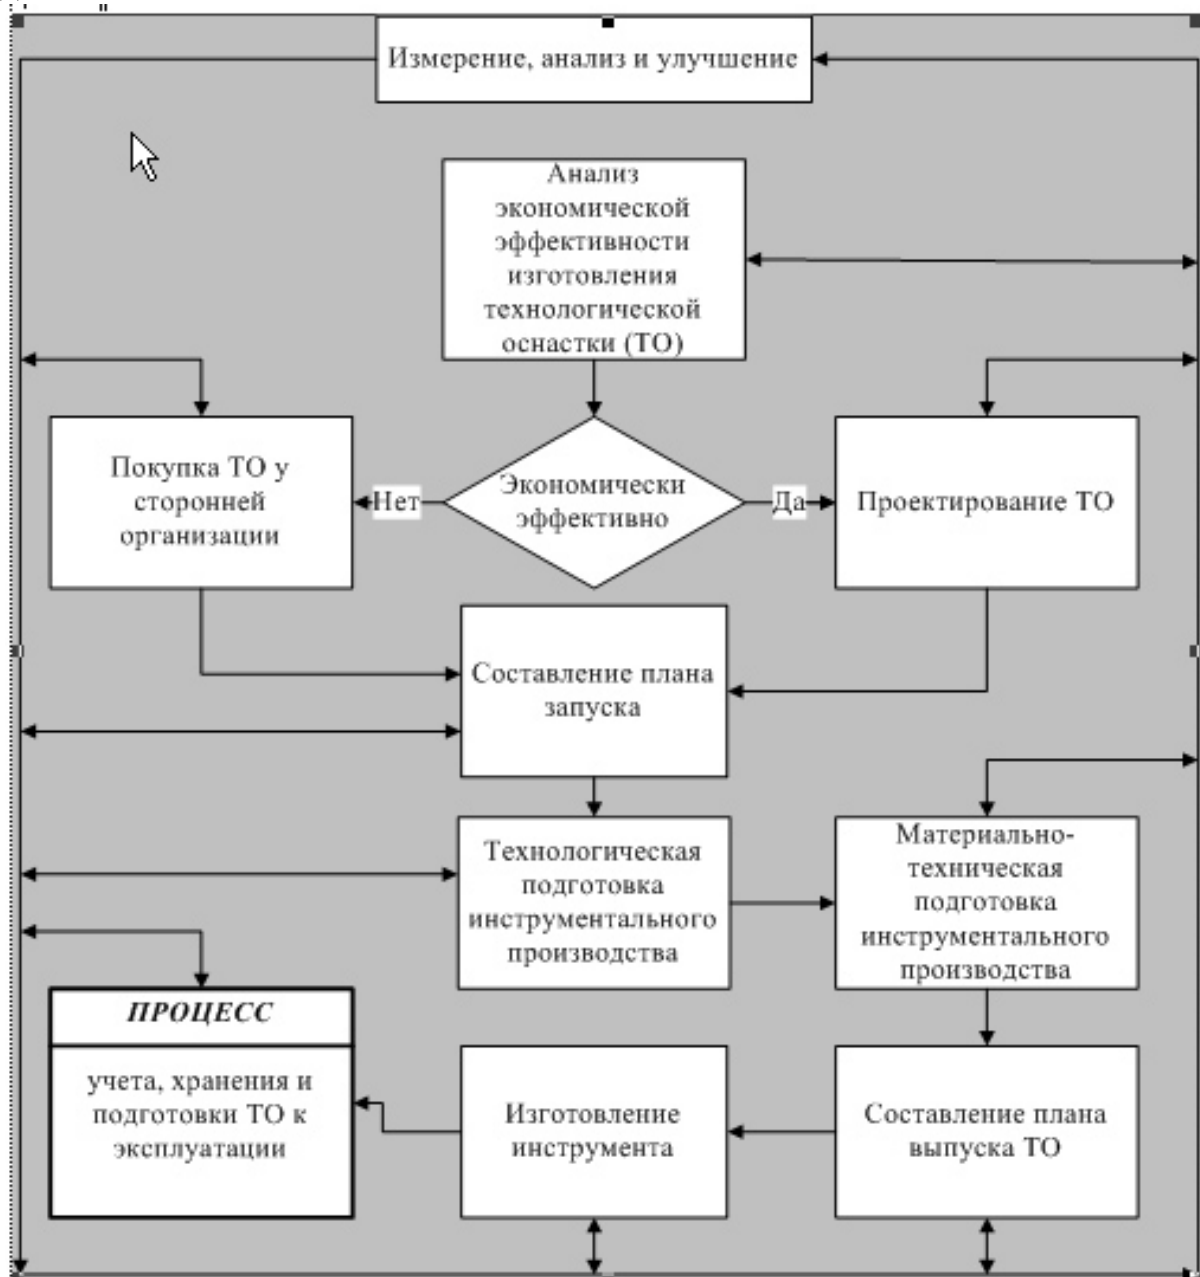 Измерение, анализ и улучшение
Анализ
экономической
эффективности
изготовления
технологической
оснастки (ТО)
Покупка ТО у
сторонней
организации
Нет
Экономически
эффективно
Да
Проектирование ТО
Составление плана
запуска
Технологическая
подготовка
инструментального
производства
Материально-
техническая
подготовка
инструментального
производства
ПРОЦЕСС
учета, хранения и
подготовки ТО к
эксплуатации
Изготовление
инструмента
Составление плана
выпуска ТО